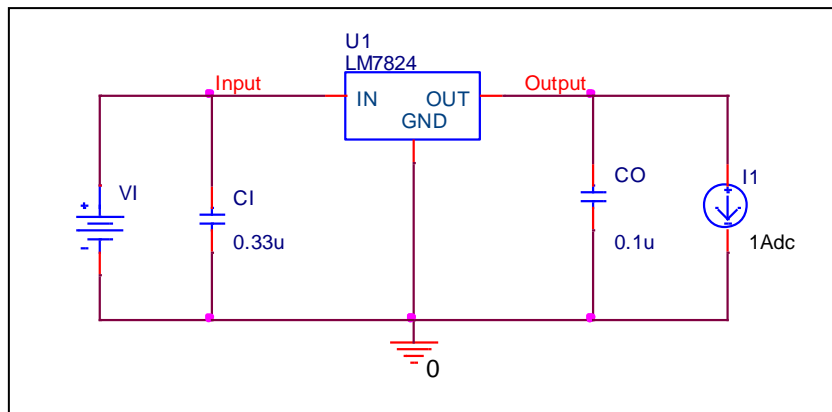 U1
LM7824
Input
Output
IN
OUT
GND
VI
+
-
CI
0.33u
CO
0.1u
I1
+
-
1Adc
0